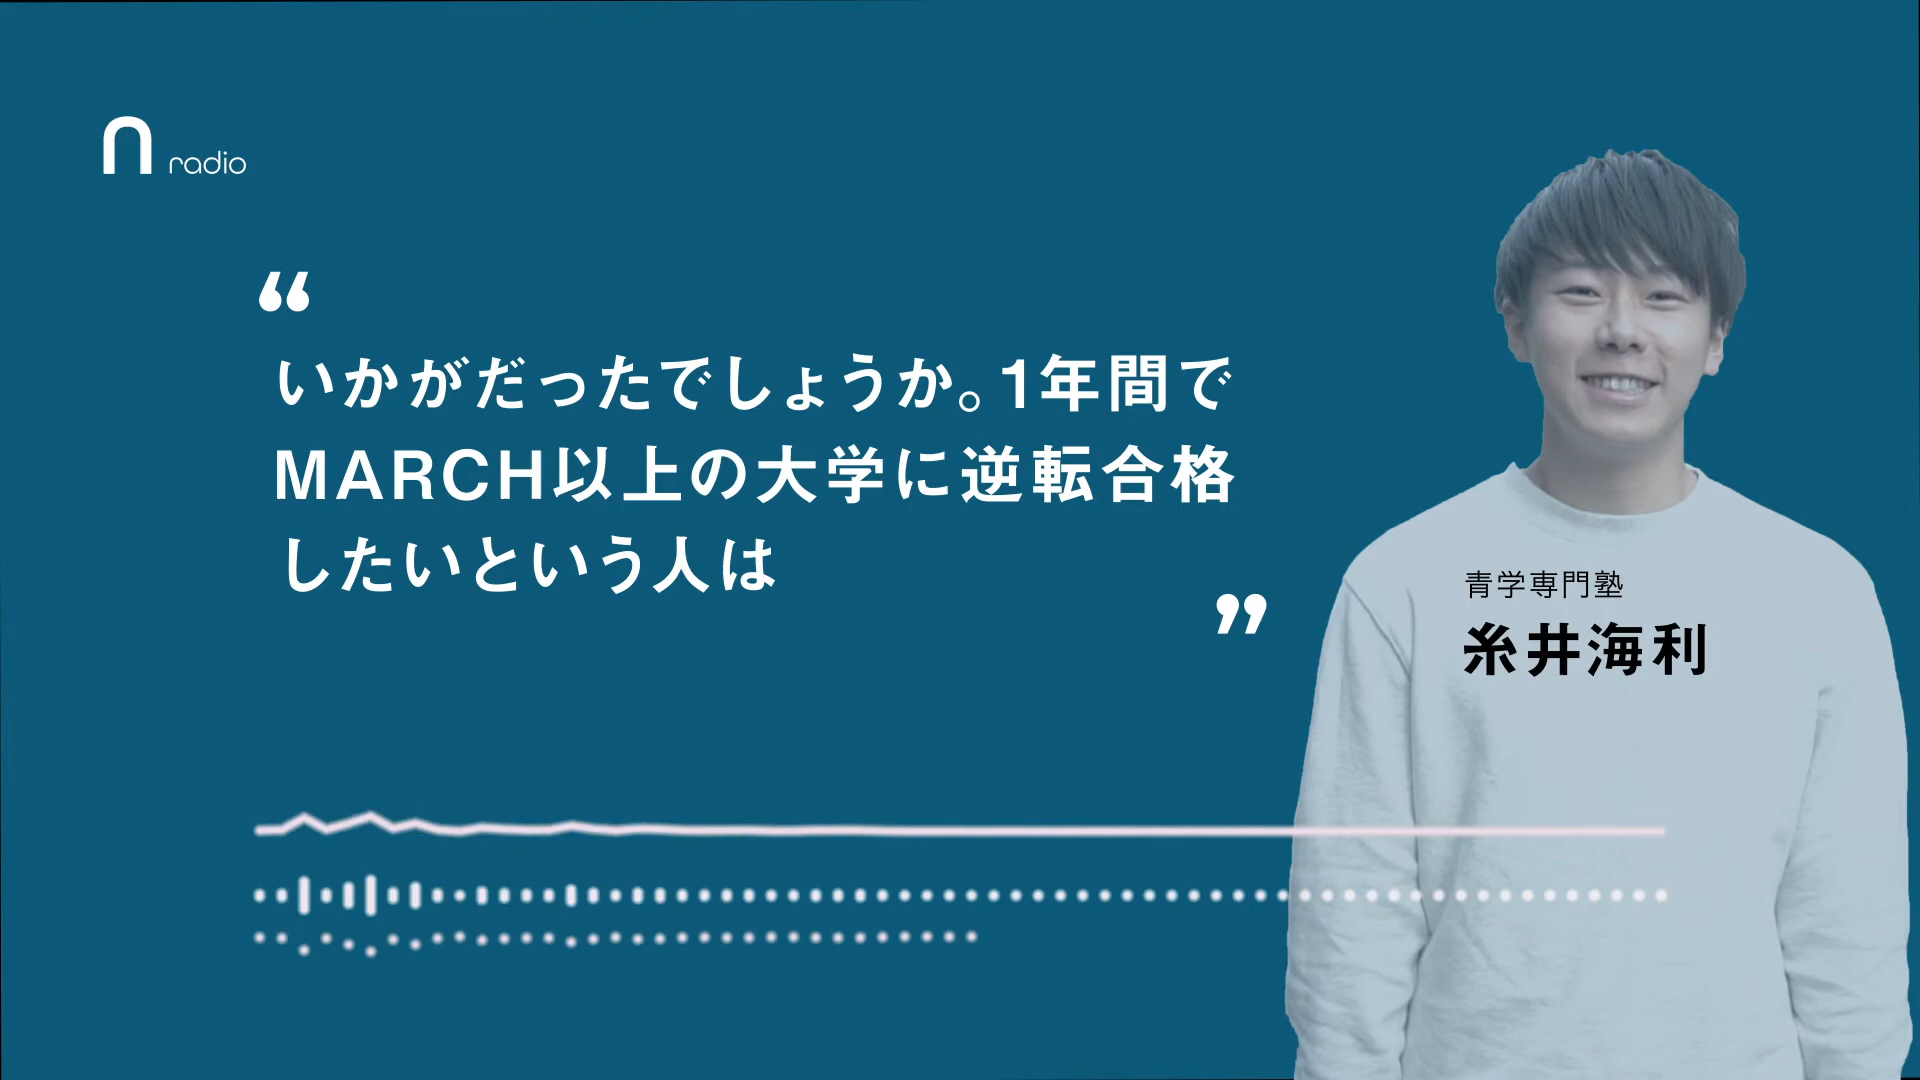 n radio
“
いかがだったでしょうか。1年間で
MARCH以上の大学に逆転合格
したいという人は
”
青学専門塾
糸井海利